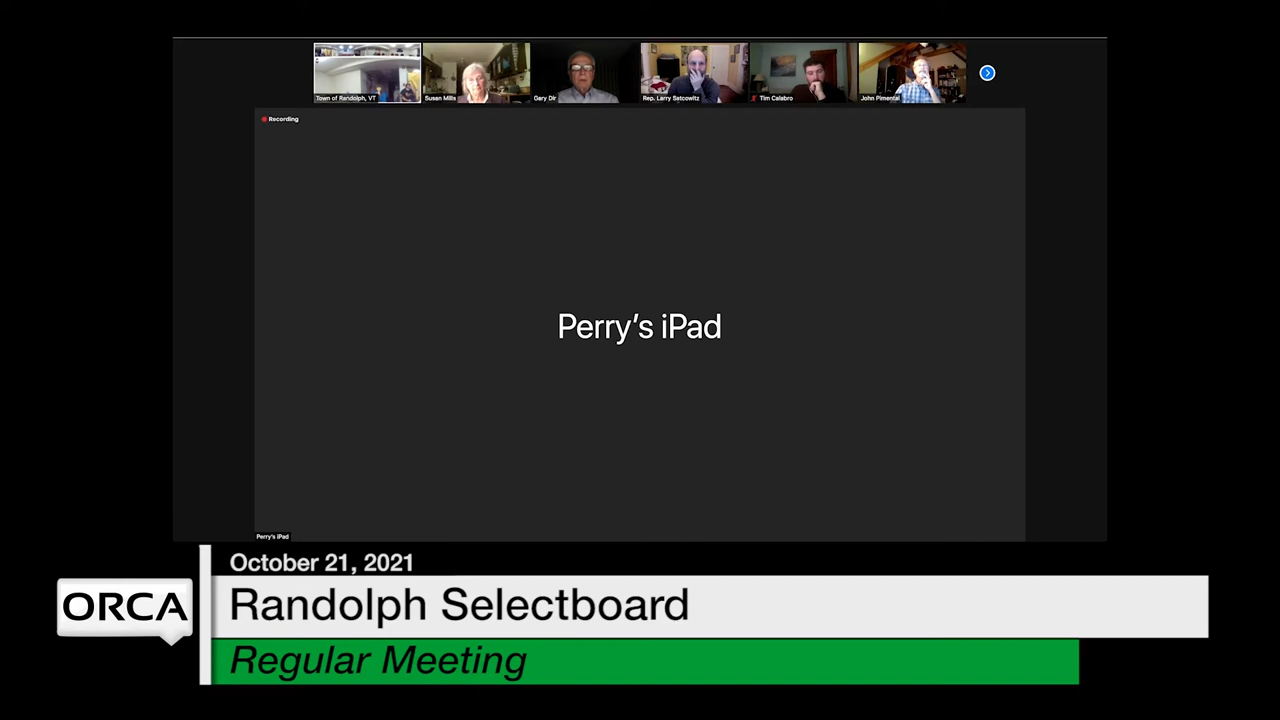 Town of Randolph, VT
Susan Mills
Gary Dir
Rep. Larry Satcowitz
Tim Calabro
John Pimental
Recording
Perry's iPad
Perry's iPad
October 21, 2021
ORCA
Randolph Selectboard
Regular Meeting